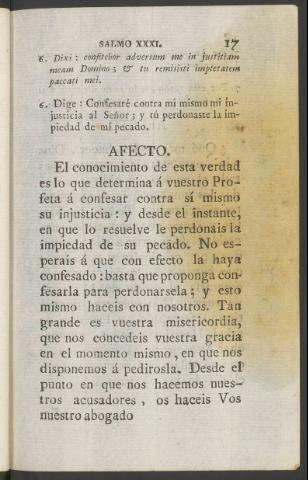 SALMO XXXI. 17
6. Dixi : confitebor adversum me in justitiam
meam Domino ; & tu remisisti impietatem
peccati mei.
6. Dige : Confesaré contra mi mismo mi in-
justicia al Señor ; y tú perdonaste la im-
piedad de mi pecado.
AFECTO.
El conocimiento de esta verdad
es lo que determina á vuestro Pro-
feta á confesar contra sí mismo
su injusticia : y desde el instante,
en que lo resuelve le perdonais la
impiedad de su pecado. No es-
perais á que con efecto la haya
confesado : basta que proponga con-
fesarla para perdonarsela ; y esto
mismo haceis con nosotros. Tan
grande es vuestra misericordia,
que nos concedeis vuestra gracia
en el momento mismo , en que nos
disponemos á pedirosla. Desde el
punto en que nos hacemos nues-
tros acusadores , os haceis Vos
nuestro abogado